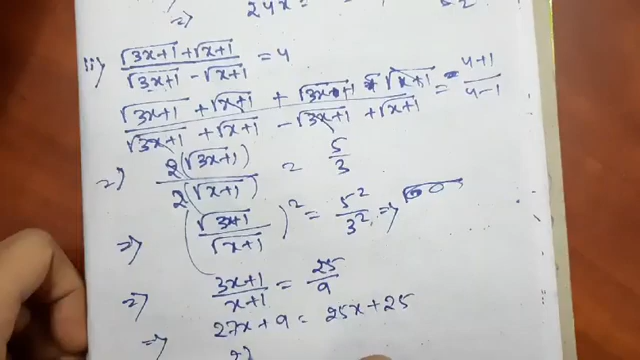 => 24x =
ii) (√(3x+1) + √(x+1))/(√(3x+1) - √(x+1)) = 4
(√(3x+1) + √(x+1) + √(3x+1) - √(x+1))/(√(3x+1) + √(x+1) - √(3x+1) + √(x+1)) = (4+1)/(4-1)
=> 2(√(3x+1))/2(√(x+1)) = 5/3
=> (√(3x+1)/√(x+1))² = 5²/3² =>
=> (3x+1)/(x+1) = 25/9
=> 27x + 9 = 25x + 25